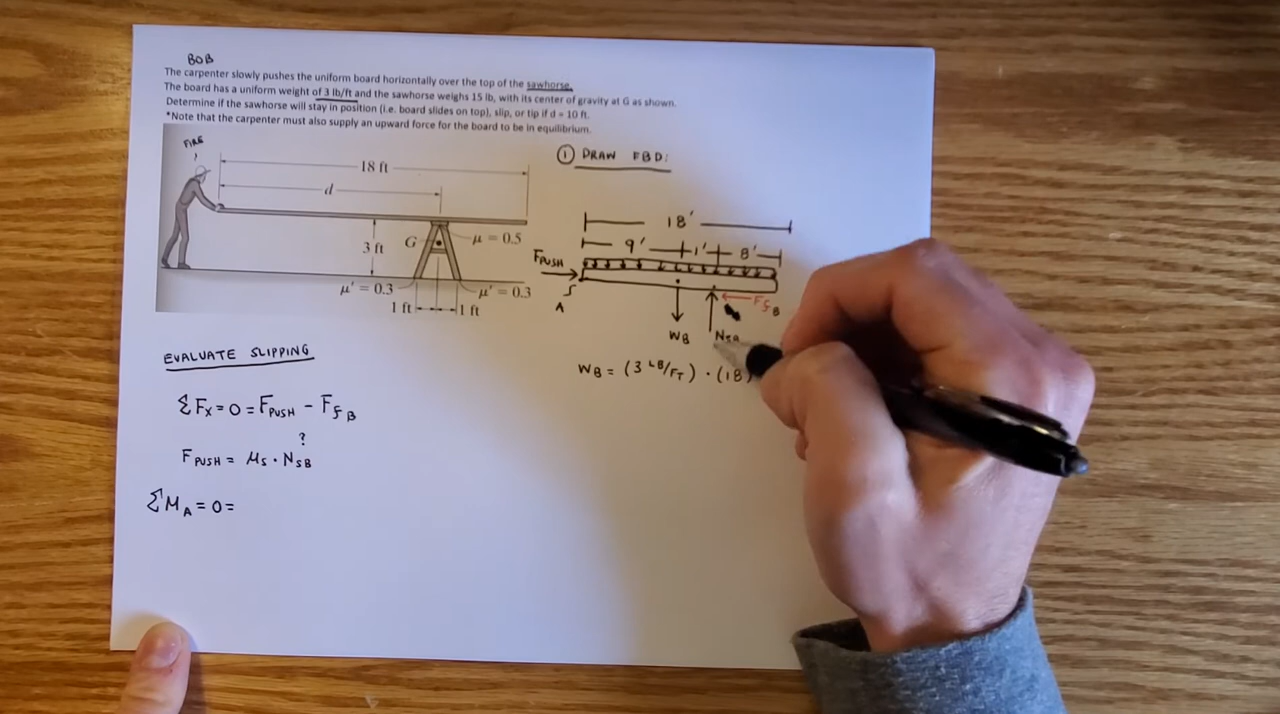 BOB
The carpenter slowly pushes the uniform board horizontally over the top of the sawhorse.
The board has a uniform weight of 3 lb/ft and the sawhorse weighs 15 lb, with its center of gravity at G as shown.
Determine if the sawhorse will stay in position (i.e. board slides on top), slip, or tip if d = 10 ft.
*Note that the carpenter must also supply an upward force for the board to be in equilibrium.
FIRE
18 ft
d
3 ft
G
μ = 0.5
μ' = 0.3
μ' = 0.3
1 ft
1 ft
① DRAW FBD:
18'
9'
1'
8'
FPUSH
A
FfB
WB
WB = (3 LB/FT) · (18
EVALUATE SLIPPING
ΣFx = 0 = FPUSH - FfB
?
FPUSH = μS · NSB
ΣMA = 0 =